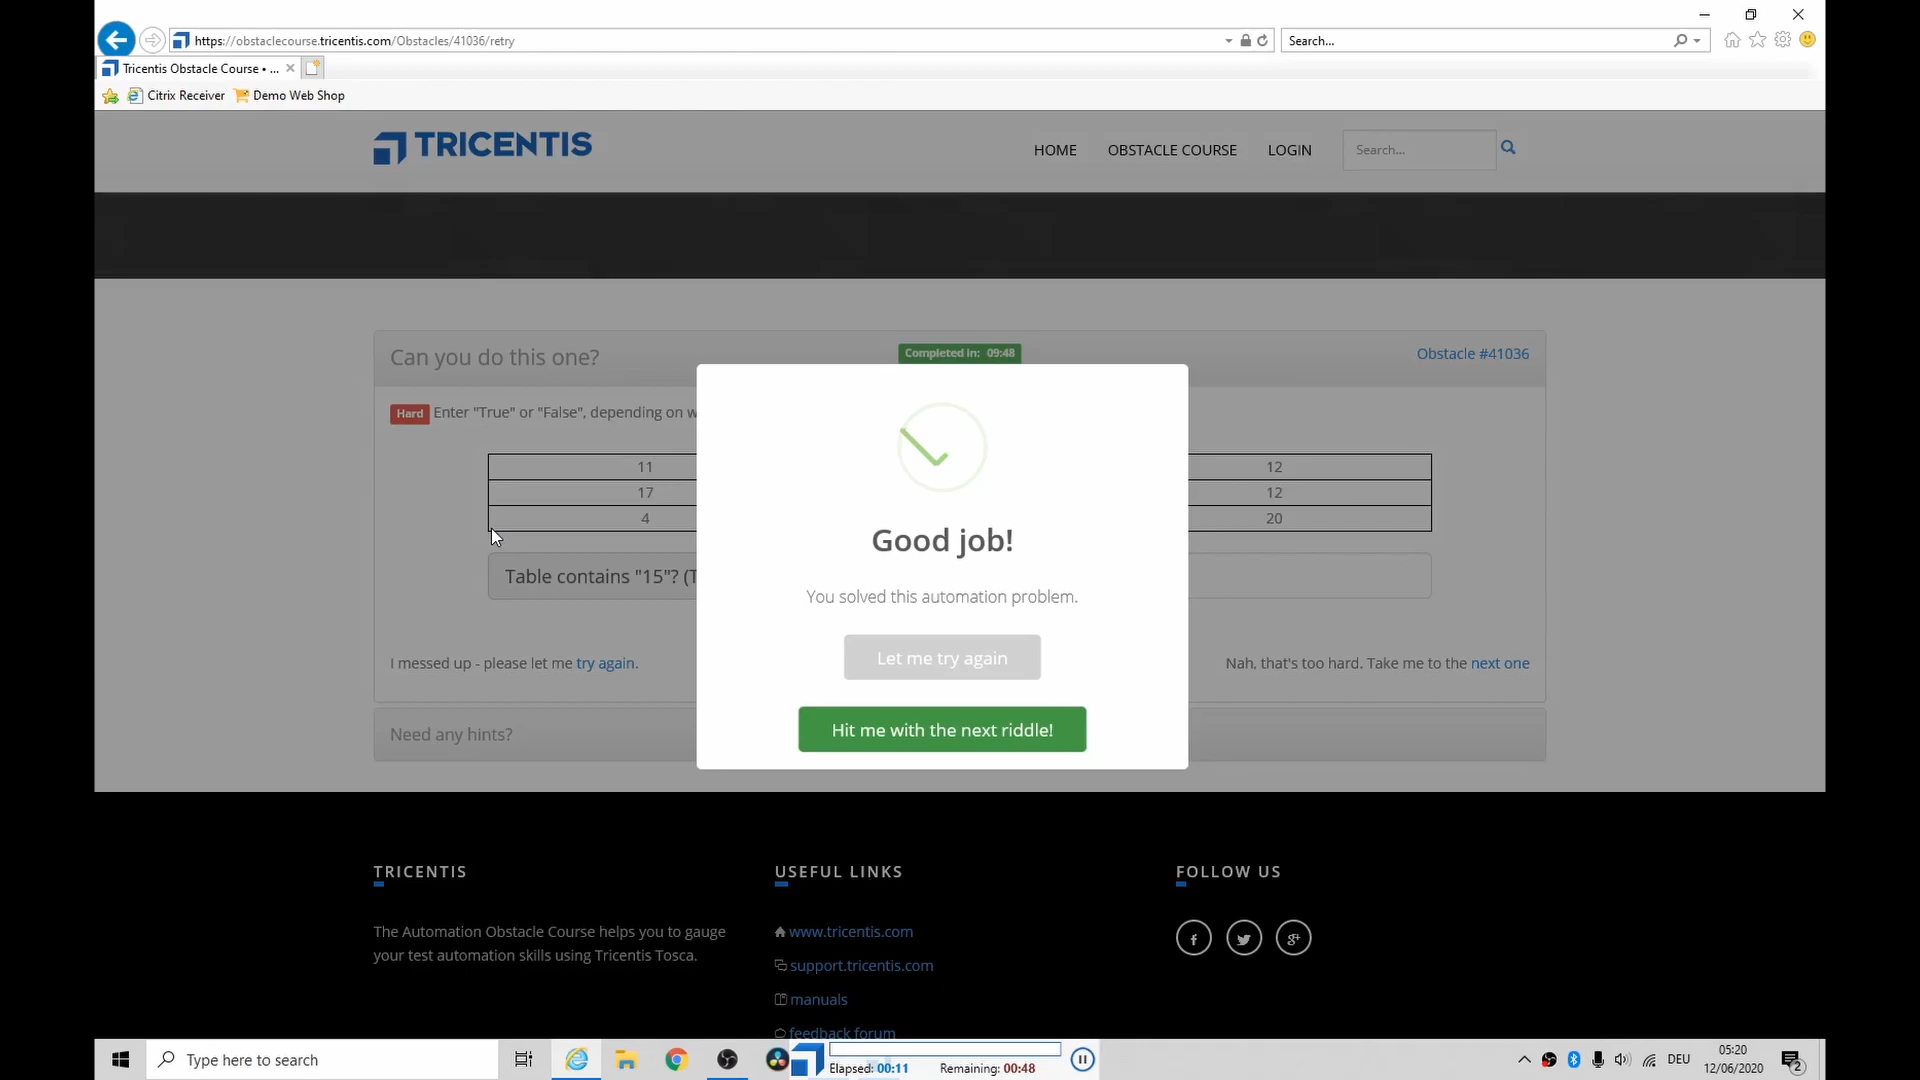 https://obstaclecourse.tricentis.com/Obstacles/41036/retry
Search...
Tricentis Obstacle Course • ...
Citrix Receiver
Demo Web Shop
TRICENTIS
HOME
OBSTACLE COURSE
LOGIN
Search...
Can you do this one?
Completed in: 09:48
Obstacle #41036
Hard Enter "True" or "False", depending on
11
12
17
12
4
20
Table contains "15"?
Good job!
You solved this automation problem.
Let me try again
Hit me with the next riddle!
I messed up - please let me try again.
Nah, that's too hard. Take me to the next one
Need any hints?
TRICENTIS
The Automation Obstacle Course helps you to gauge
your test automation skills using Tricentis Tosca.
USEFUL LINKS
www.tricentis.com
support.tricentis.com
manuals
feedback forum
FOLLOW US
Type here to search
Elapsed: 00:11
Remaining: 00:48
DEU
05:20
12/06/2020
2